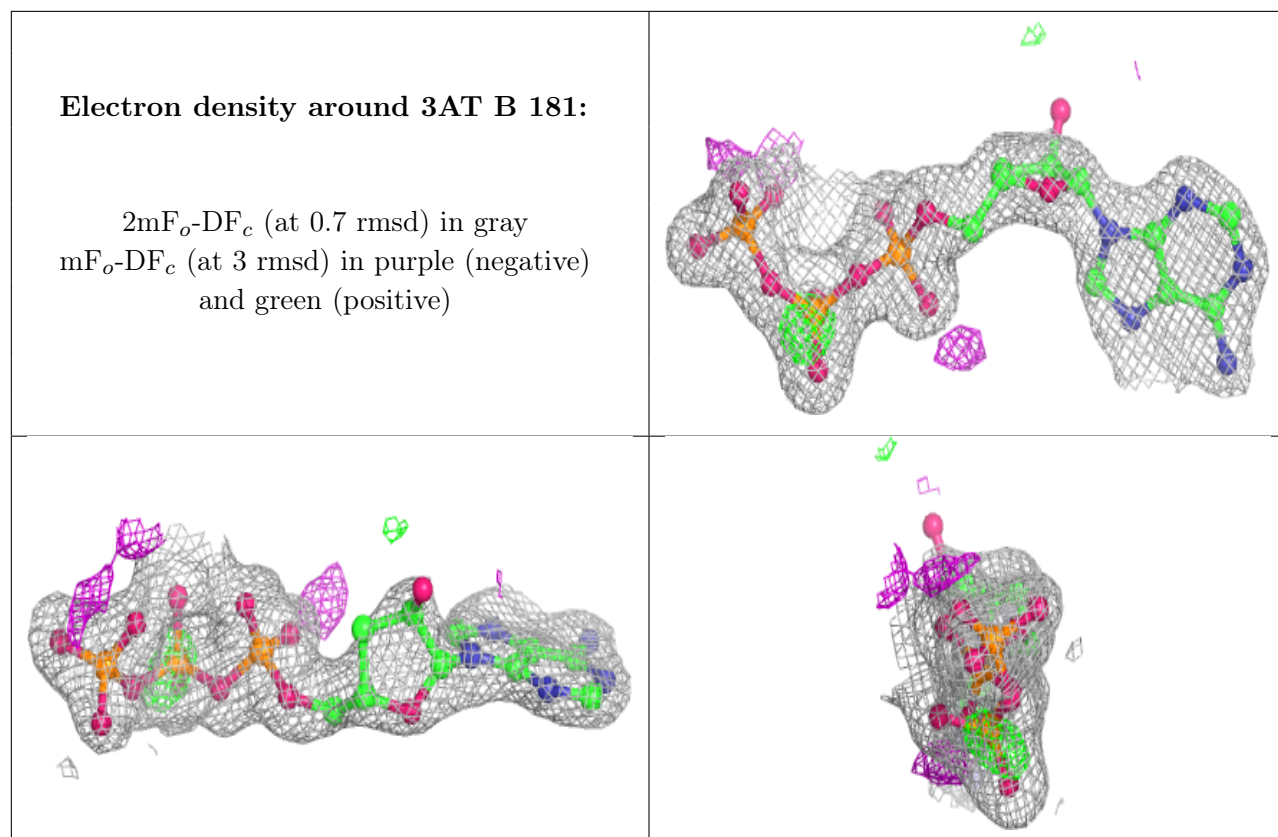 Electron density around 3AT B 181:
2mFₒ-DF𝒸 (at 0.7 rmsd) in gray
mFₒ-DF𝒸 (at 3 rmsd) in purple (negative)
and green (positive)